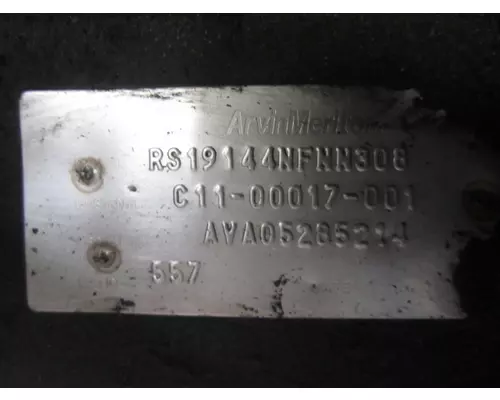 ArvinMeritor
RS19144NFNN308
C11-00017-001
AVA05285214
557